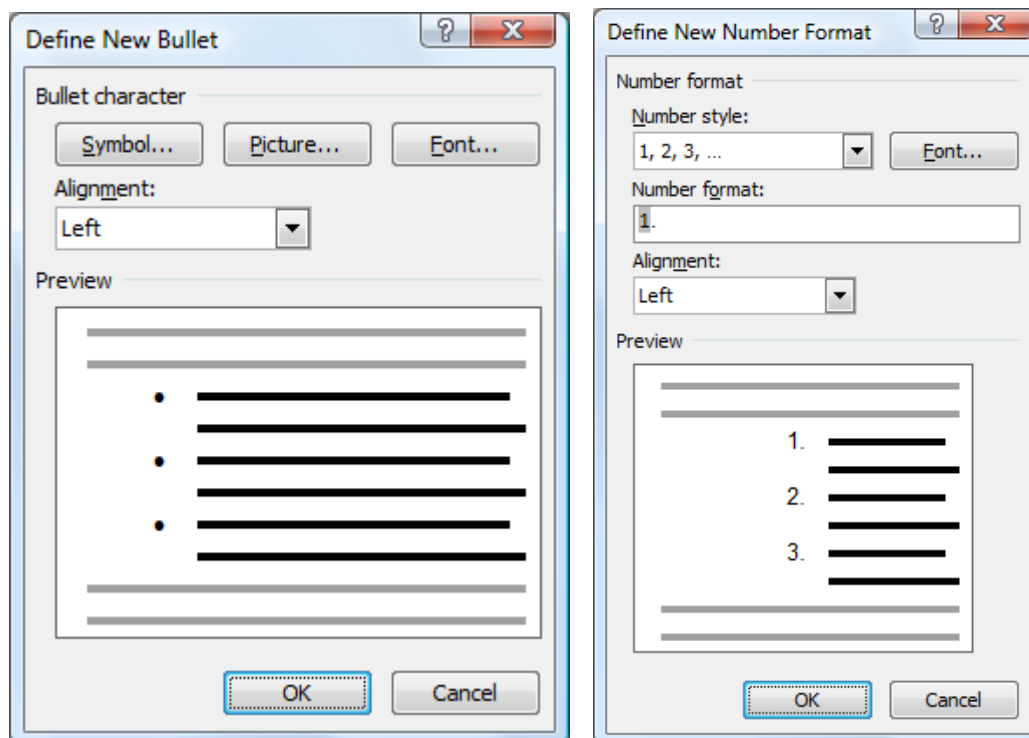 Define New Bullet
Bullet character
Symbol... Picture... Font...
Alignment:
Left
Preview
OK Cancel
Define New Number Format
Number format
Number style:
1, 2, 3, ... Font...
Number format:
1.
Alignment:
Left
Preview
1.
2.
3.
OK Cancel